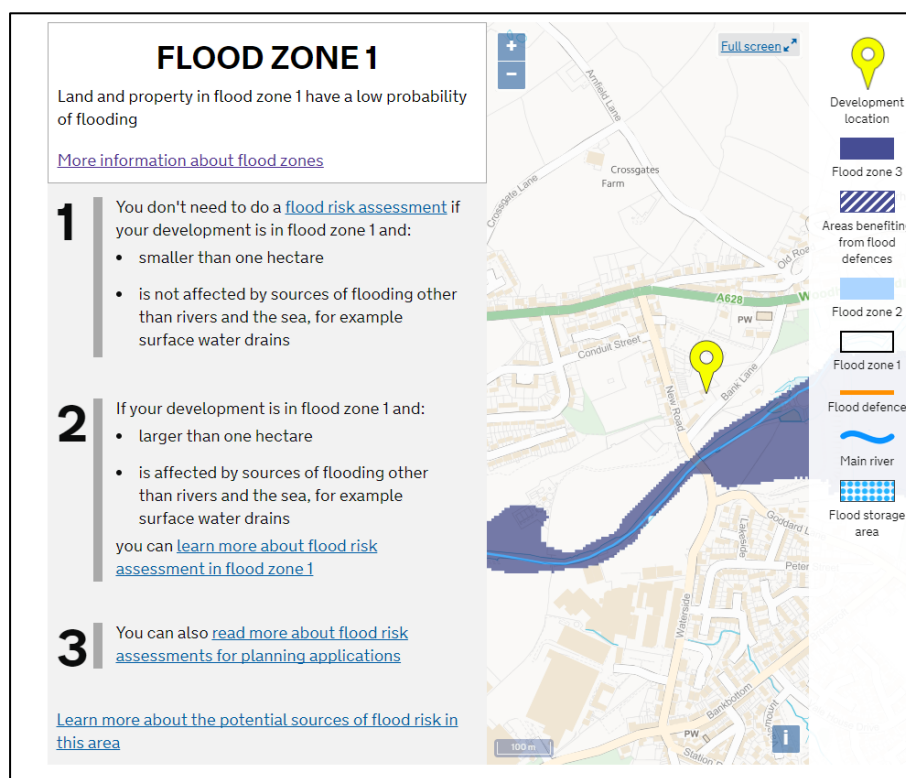 FLOOD ZONE 1
Land and property in flood zone 1 have a low probability
of flooding
More information about flood zones
1
You don't need to do a flood risk assessment if
your development is in flood zone 1 and:
• smaller than one hectare
• is not affected by sources of flooding other
than rivers and the sea, for example
surface water drains
2
If your development is in flood zone 1 and:
• larger than one hectare
• is affected by sources of flooding other
than rivers and the sea, for example
surface water drains
you can learn more about flood risk
assessment in flood zone 1
3
You can also read more about flood risk
assessments for planning applications
Learn more about the potential sources of flood risk in
this area
+
−
Full screen
Arnfield Lane
Crossgates
Farm
Crossgate Lane
Old Roa
A628
W
PW
Conduit Street
New Road
Bank Lane
Goddard L
Lakeside
Peter
Waterside
Bankbottom
PW
Station
100 m
i
Development
location
Flood zone 3
Areas benefiting
from flood
defences
Flood zone 2
Flood zone 1
Flood defence
Main river
Flood storage
area